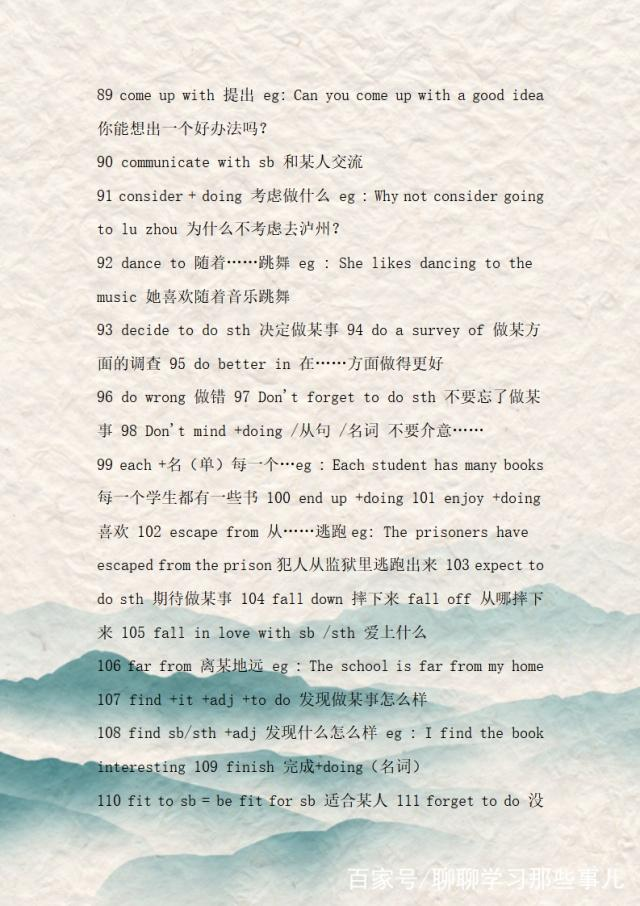 89 come up with 提出 eg: Can you come up with a good idea
你能想出一个好办法吗？
90 communicate with sb 和某人交流
91 consider + doing 考虑做什么 eg : Why not consider going
to lu zhou 为什么不考虑去泸州？
92 dance to 随着……跳舞 eg : She likes dancing to the
music 她喜欢随着音乐跳舞
93 decide to do sth 决定做某事 94 do a survey of 做某方
面的调查 95 do better in 在……方面做得更好
96 do wrong 做错 97 Don't forget to do sth 不要忘了做某
事 98 Don't mind +doing /从句 /名词 不要介意……
99 each +名（单）每一个…eg : Each student has many books
每一个学生都有一些书 100 end up +doing 101 enjoy +doing
喜欢 102 escape from 从……逃跑 eg: The prisoners have
escaped from the prison 犯人从监狱里逃跑出来 103 expect to
do sth 期待做某事 104 fall down 摔下来 fall off 从哪摔下
来 105 fall in love with sb /sth 爱上什么
106 far from 离某地远 eg : The school is far from my home
107 find +it +adj +to do 发现做某事怎么样
108 find sb/sth +adj 发现什么怎么样 eg : I find the book
interesting 109 finish 完成+doing（名词）
110 fit to sb = be fit for sb 适合某人 111 forget to do 没
百家号/聊聊学习那些事儿